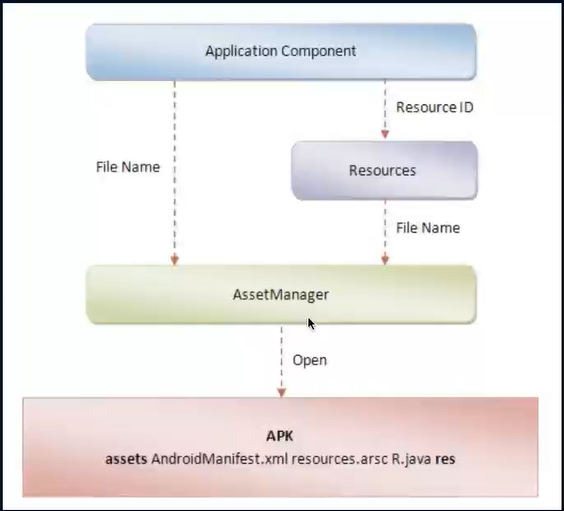 Application Component
Resource ID
File Name
Resources
File Name
AssetManager
Open
APK
assets AndroidManifest.xml resources.arsc R.java res